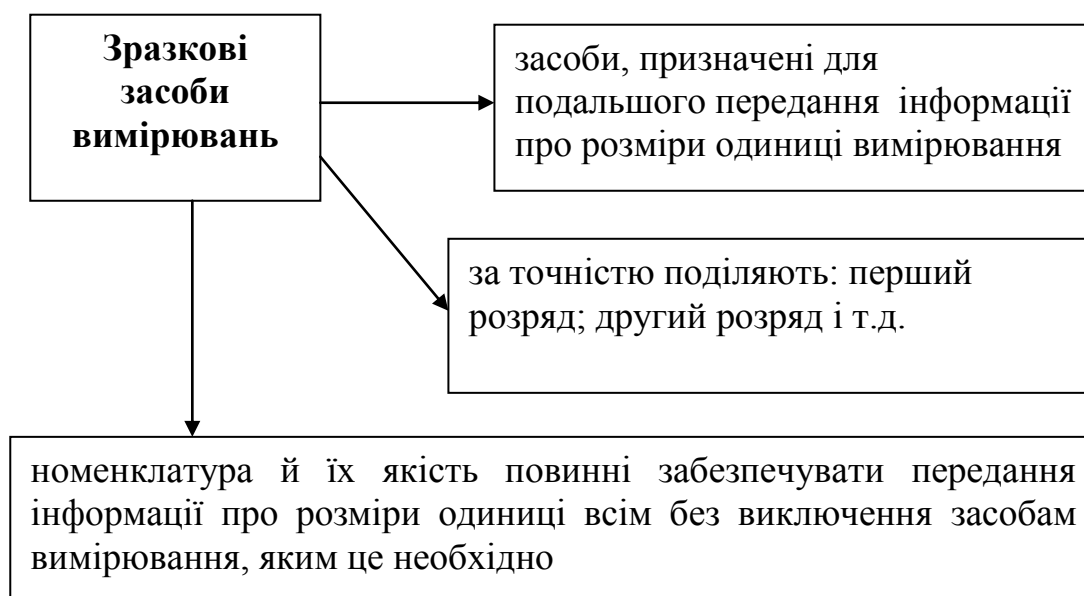 Зразкові
засоби
вимірювань
засоби, призначені для
подальшого передання інформації
про розміри одиниці вимірювання
за точністю поділяють: перший
розряд; другий розряд і т.д.
номенклатура й їх якість повинні забезпечувати передання
інформації про розміри одиниці всім без виключення засобам
вимірювання, яким це необхідно